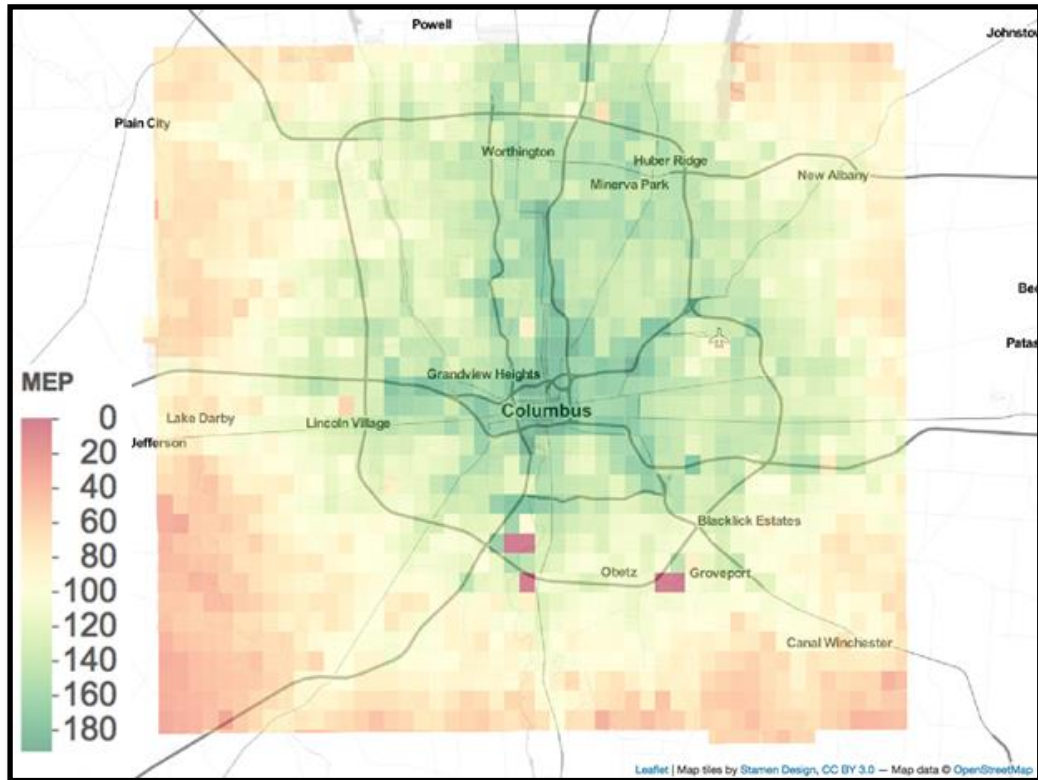 Powell
Johnstow
Plain City
Worthington
Huber Ridge
Minerva Park
New Albany
Bee
Patas
Grandview Heights
MEP
Columbus
0
Lake Darby
Lincoln Village
20
Jefferson
40
60
80
Blacklick Estates
100
Obetz
Groveport
120
140
Canal Winchester
160
180
Leaflet | Map tiles by Stamen Design, CC BY 3.0 — Map data © OpenStreetMap